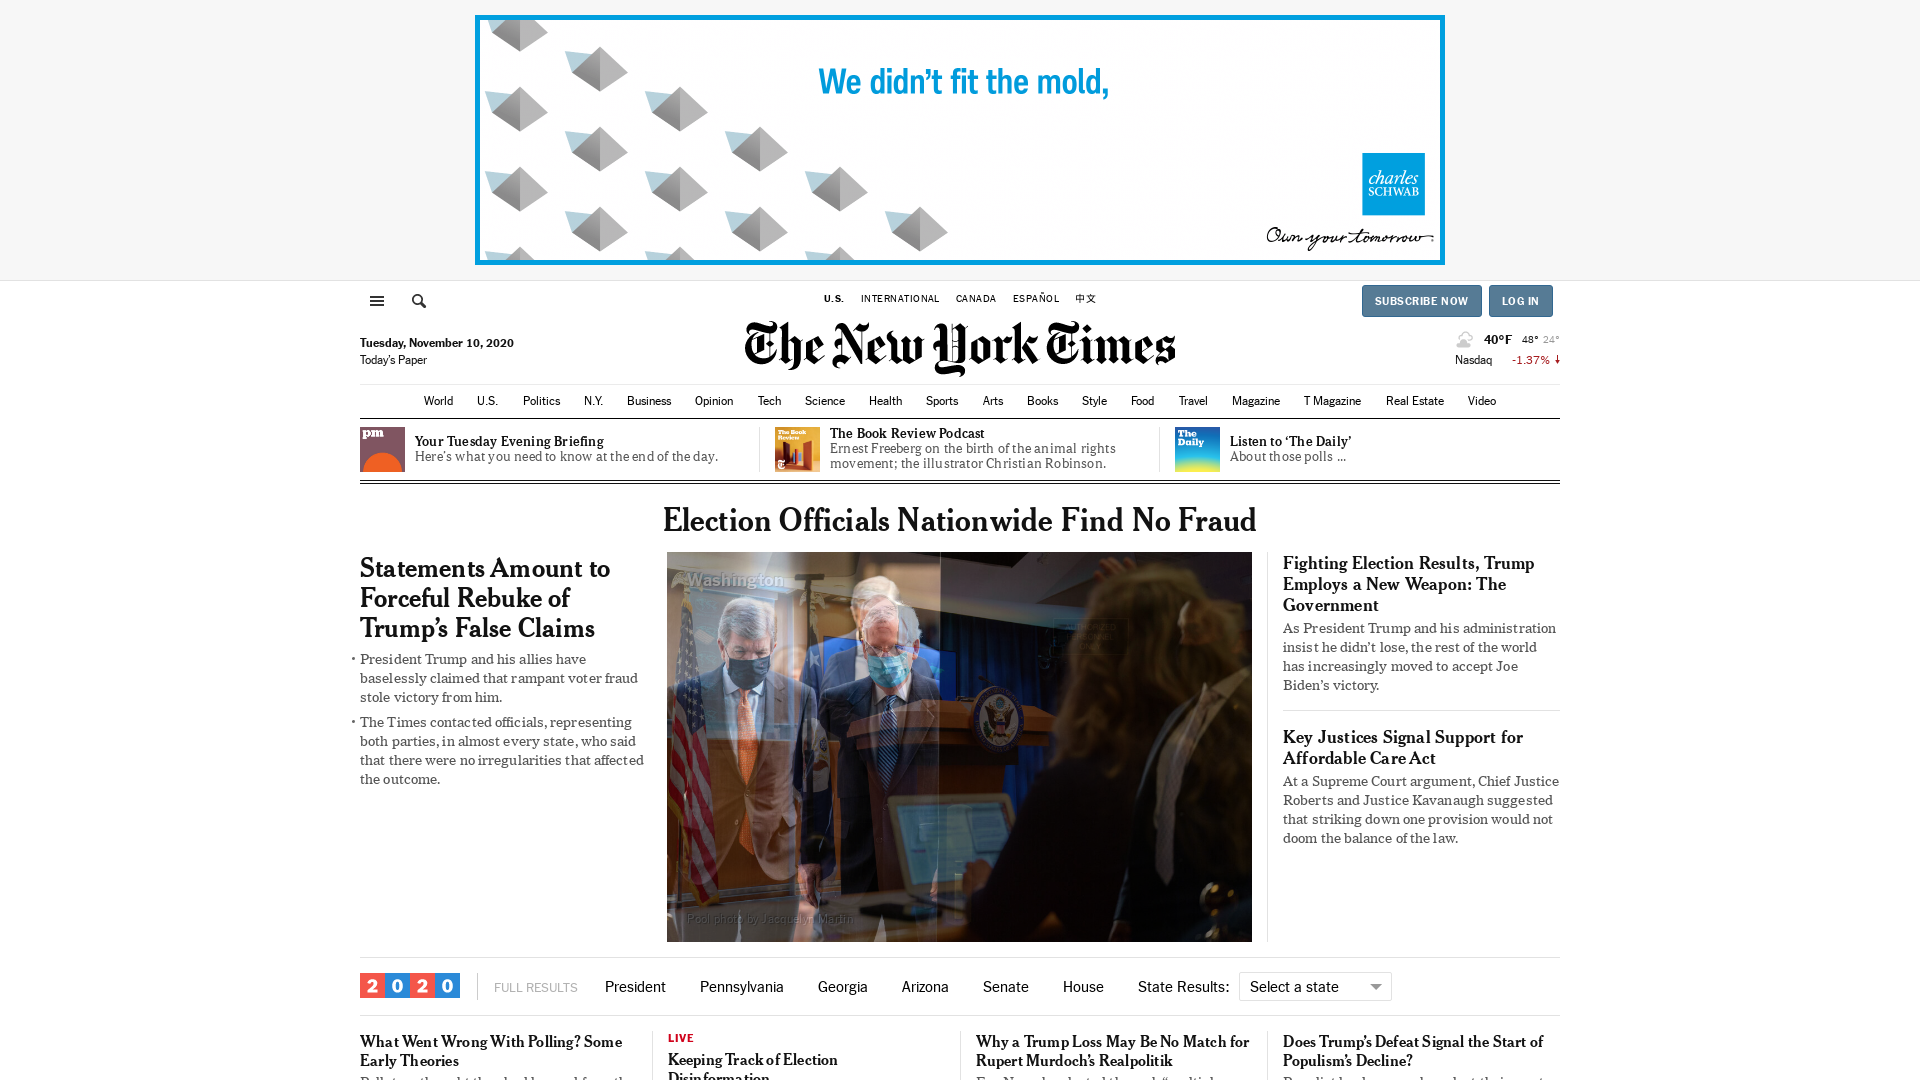 We didn't fit the mold,
charles
SCHWAB
Own your tomorrow.
U.S. INTERNATIONAL CANADA ESPAÑOL 中文
SUBSCRIBE NOW LOG IN
Tuesday, November 10, 2020
Today's Paper
The New York Times
40°F 48° 24°
Nasdaq -1.37%
World U.S. Politics N.Y. Business Opinion Tech Science Health Sports Arts Books Style Food Travel Magazine T Magazine Real Estate Video
pm
Your Tuesday Evening Briefing
Here's what you need to know at the end of the day.
The Book
Review
The Book Review Podcast
Ernest Freeberg on the birth of the animal rights
movement; the illustrator Christian Robinson.
The
Daily
Listen to ‘The Daily’
About those polls ...
Election Officials Nationwide Find No Fraud
Statements Amount to
Forceful Rebuke of
Trump’s False Claims
• President Trump and his allies have
baselessly claimed that rampant voter fraud
stole victory from him.
• The Times contacted officials, representing
both parties, in almost every state, who said
that there were no irregularities that affected
the outcome.
Washington
Pool photo by Jacquelyn Martin
Fighting Election Results, Trump
Employs a New Weapon: The
Government
As President Trump and his administration
insist he didn’t lose, the rest of the world
has increasingly moved to accept Joe
Biden’s victory.
Key Justices Signal Support for
Affordable Care Act
At a Supreme Court argument, Chief Justice
Roberts and Justice Kavanaugh suggested
that striking down one provision would not
doom the balance of the law.
2020 FULL RESULTS President Pennsylvania Georgia Arizona Senate House State Results: Select a state
What Went Wrong With Polling? Some
Early Theories
LIVE
Keeping Track of Election
Disinformation
Why a Trump Loss May Be No Match for
Rupert Murdoch’s Realpolitik
Does Trump’s Defeat Signal the Start of
Populism’s Decline?